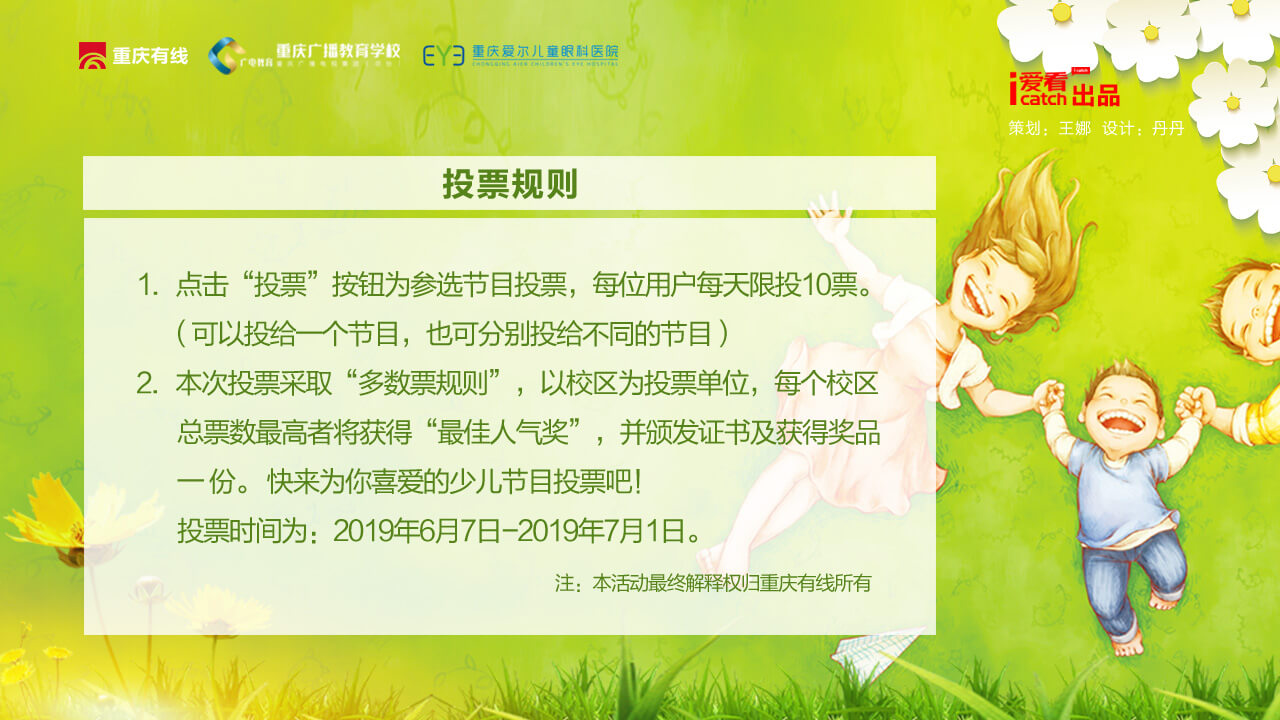 重庆有线
广电教育
重庆广播教育学校
EYE 重庆爱尔儿童眼科医院
CHONGQING AIER CHILDREN'S EYE HOSPITAL
i爱看
catch 出品
策划：王娜 设计：丹丹
投票规则
1. 点击“投票”按钮为参选节目投票，每位用户每天限投10票。
（可以投给一个节目，也可分别投给不同的节目）
2. 本次投票采取“多数票规则”，以校区为投票单位，每个校区
总票数最高者将获得“最佳人气奖”，并颁发证书及获得奖品
一份。快来为你喜爱的少儿节目投票吧！
投票时间为：2019年6月7日-2019年7月1日。
注：本活动最终解释权归重庆有线所有